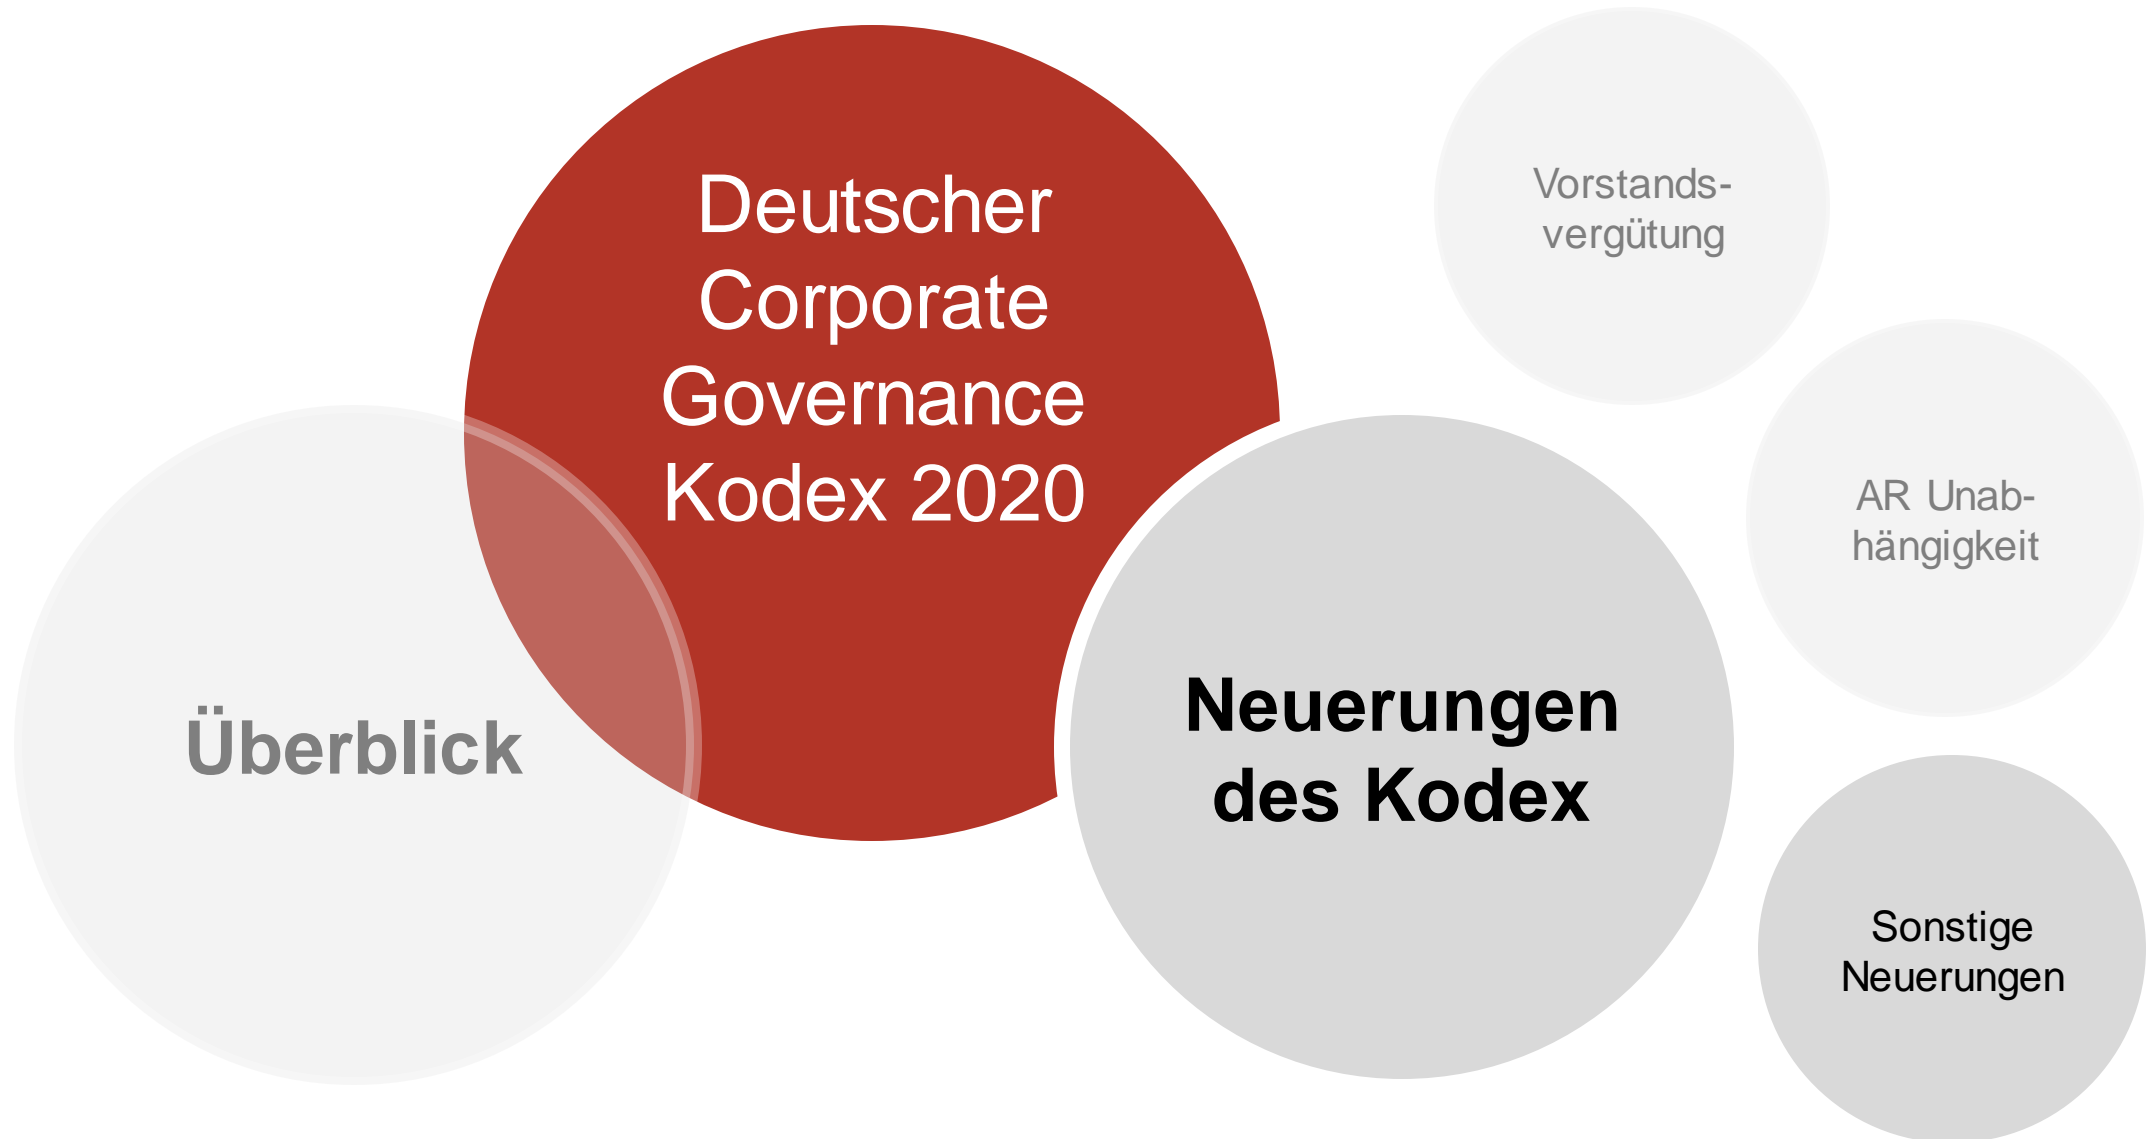 Deutscher
Corporate
Governance
Kodex 2020
Überblick
Neuerungen
des Kodex
Vorstands-
vergütung
AR Unab-
hängigkeit
Sonstige
Neuerungen